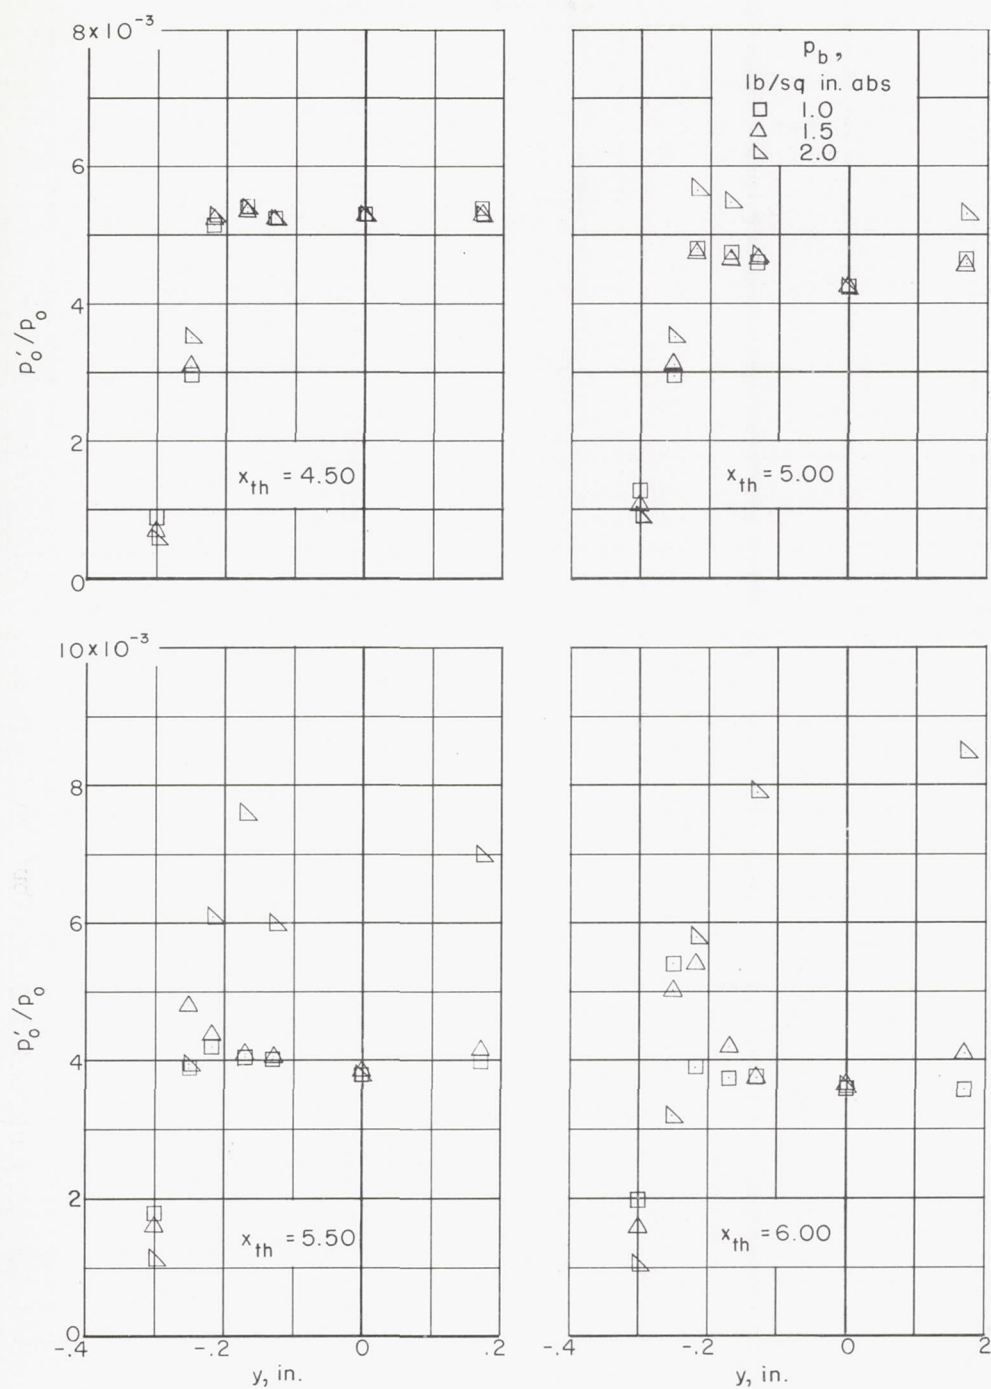 8×10⁻³
6
4
2
0
p₀′/p₀
x_th = 4.50
p_b,
lb/sq in. abs
□ 1.0
△ 1.5
◺ 2.0
x_th = 5.00
10×10⁻³
8
6
4
2
0
p₀′/p₀
x_th = 5.50
-.4 -.2 0 .2
y, in.
x_th = 6.00
-.4 -.2 0 2
y, in.